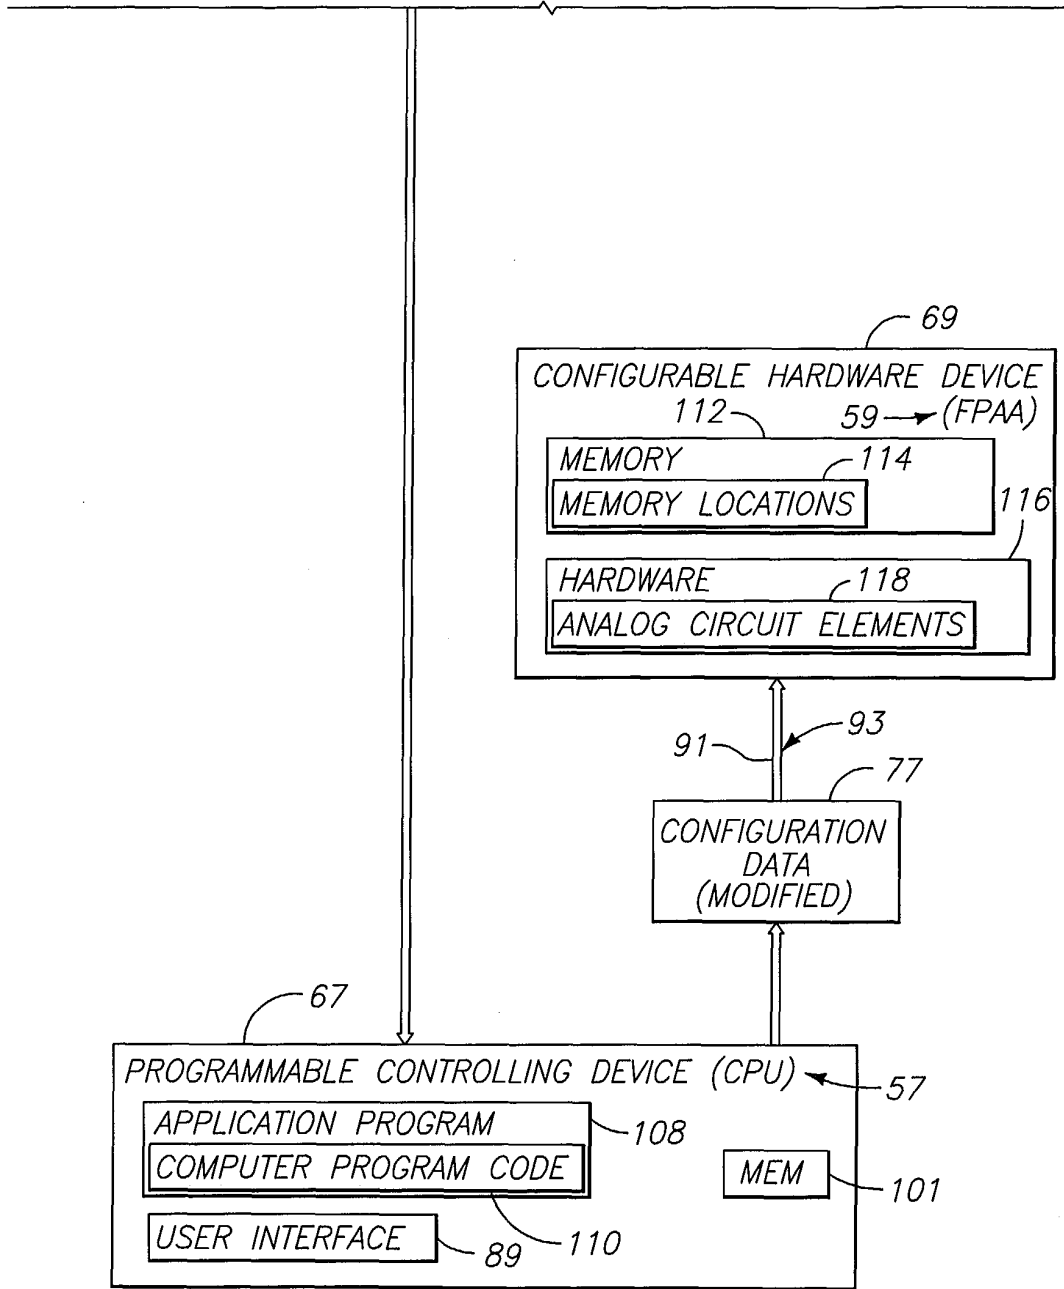 69
CONFIGURABLE HARDWARE DEVICE
112
59
(FPAA)
MEMORY
114
MEMORY LOCATIONS
116
HARDWARE
118
ANALOG CIRCUIT ELEMENTS
91
93
77
CONFIGURATION
DATA
(MODIFIED)
67
PROGRAMMABLE CONTROLLING DEVICE (CPU)
57
APPLICATION PROGRAM
108
COMPUTER PROGRAM CODE
MEM
101
USER INTERFACE
89
110